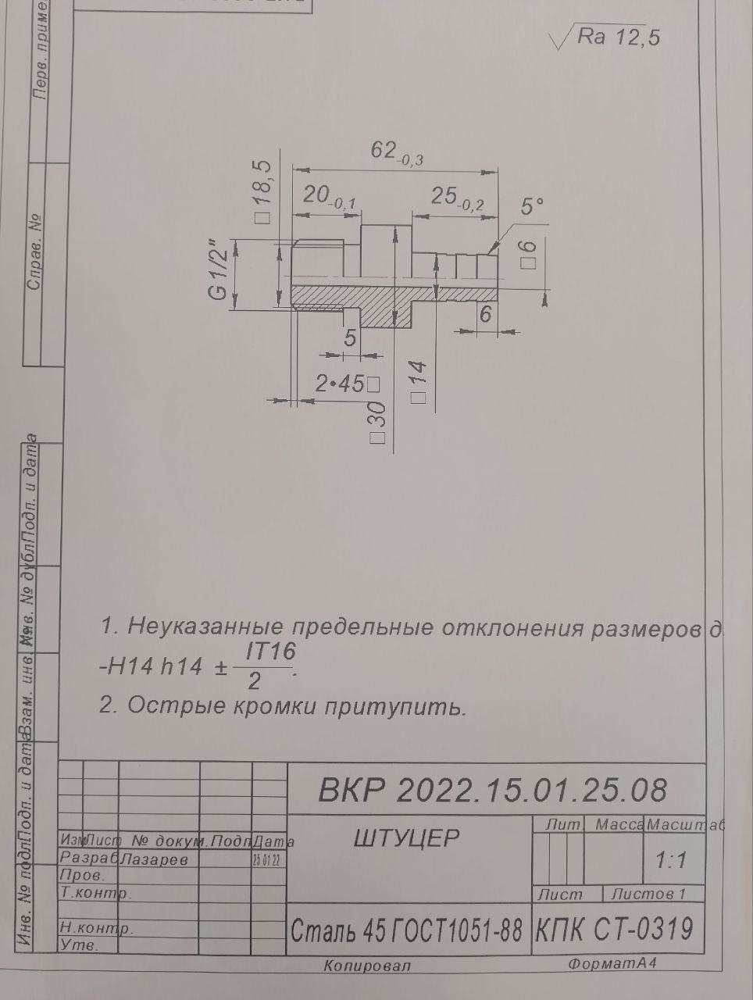 Перв. приме
Справ. №
Подп. и дата
Инв. № дубл
Взам. инв. №
Подп. и дата
Инв. № подл
Ra 12,5
62-0,3
20-0,1
25-0,2
5°
□18,5
G1/2"
□6
6
5
2•45□
□14
□30
1. Неуказанные предельные отклонения размеров д
-H14 h14 ± IT16/2.
2. Острые кромки притупить.
ВКР 2022.15.01.25.08
Изм Лист № докум. Подп Дата
Разраб Лазарев 25 01 22
Пров.
Т.контр.
Н.контр.
Утв.
ШТУЦЕР
Лит. Масса Масштаб
1:1
Лист Листов 1
Сталь 45 ГОСТ1051-88
КПК СТ-0319
Копировал ФорматА4